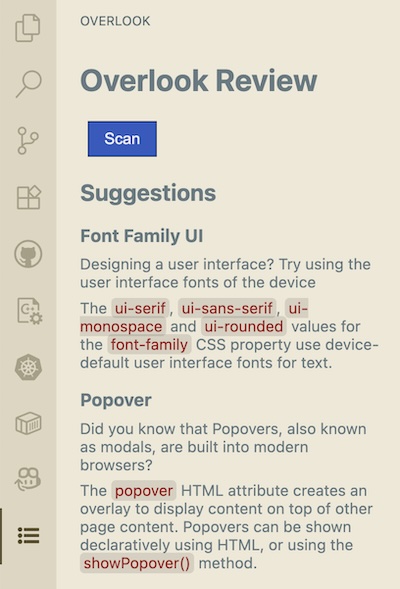 OVERLOOK
Overlook Review
Scan
Suggestions
Font Family UI
Designing a user interface? Try using the
user interface fonts of the device
The ui-serif, ui-sans-serif, ui-
monospace and ui-rounded values for
the font-family CSS property use device-
default user interface fonts for text.
Popover
Did you know that Popovers, also known
as modals, are built into modern
browsers?
The popover HTML attribute creates an
overlay to display content on top of other
page content. Popovers can be shown
declaratively using HTML, or using the
showPopover() method.